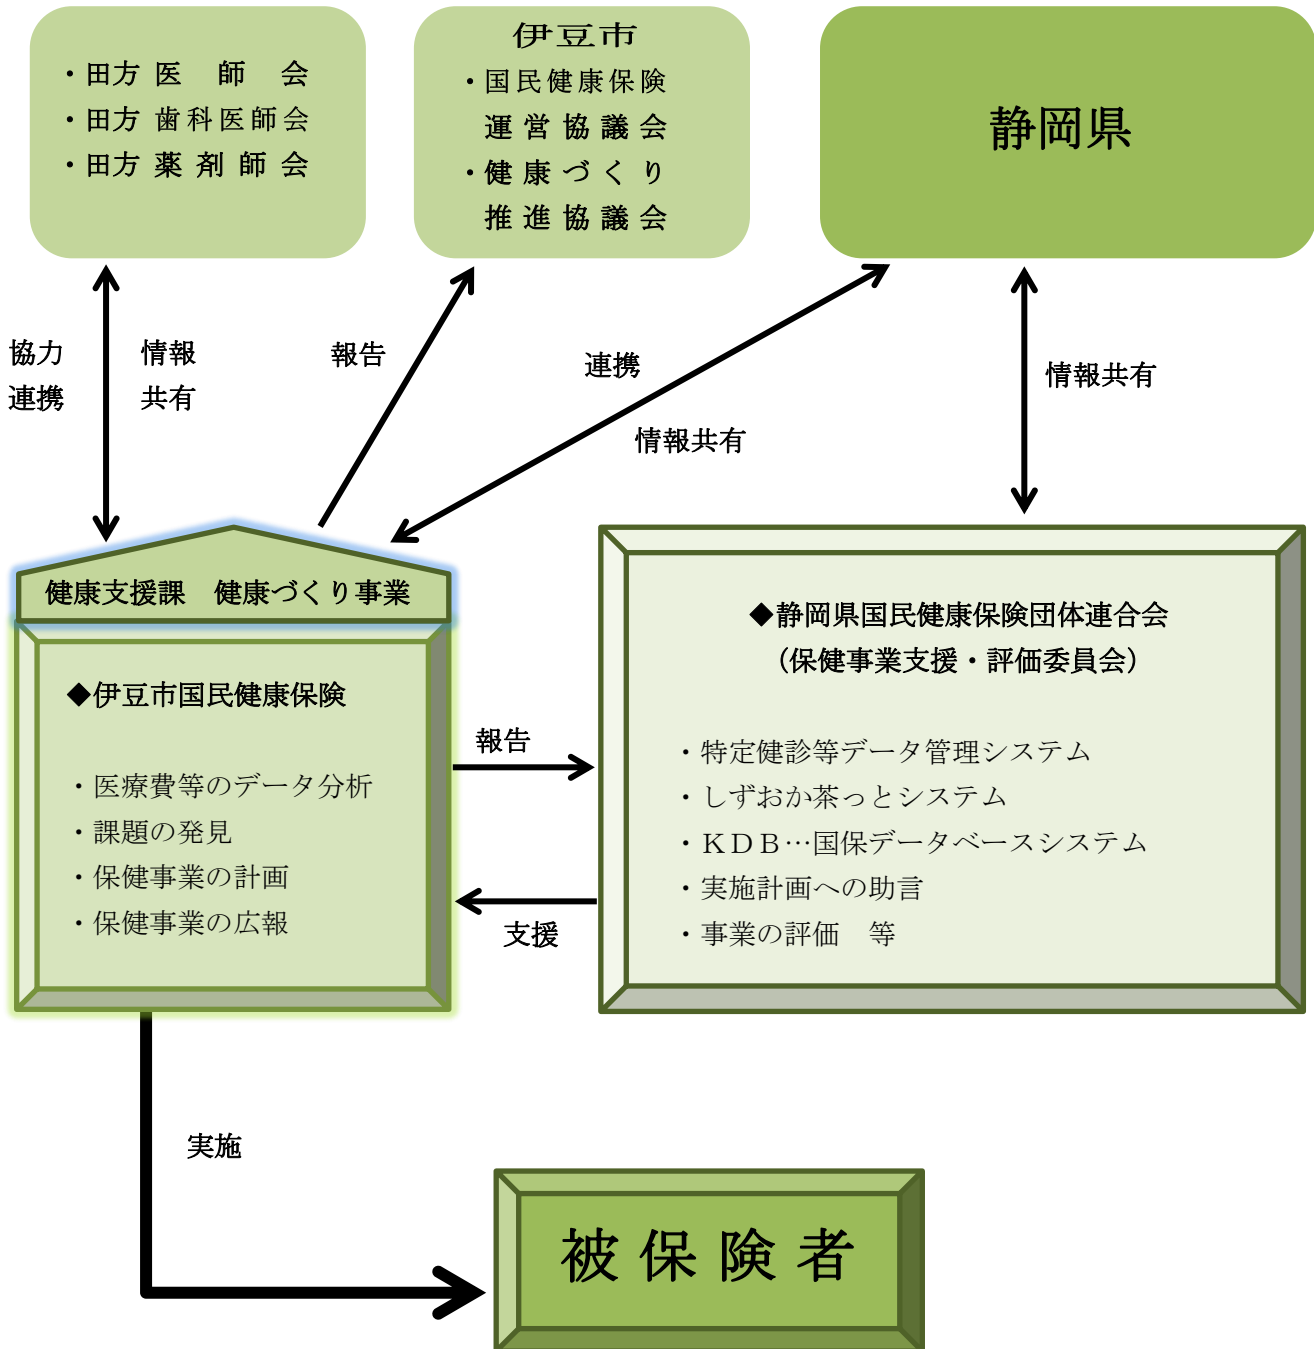 ・田方 医師会
・田方 歯科医師会
・田方 薬剤師会
伊豆市
・国民健康保険
運営協議会
・健康づくり
推進協議会
静岡県
協力
連携
情報
共有
報告
連携
情報共有
情報共有
健康支援課　健康づくり事業
◆伊豆市国民健康保険
・医療費等のデータ分析
・課題の発見
・保健事業の計画
・保健事業の広報
報告
支援
◆静岡県国民健康保険団体連合会
（保健事業支援・評価委員会）
・特定健診等データ管理システム
・しずおか茶っとシステム
・ＫＤＢ…国保データベースシステム
・実施計画への助言
・事業の評価　等
実施
被保険者